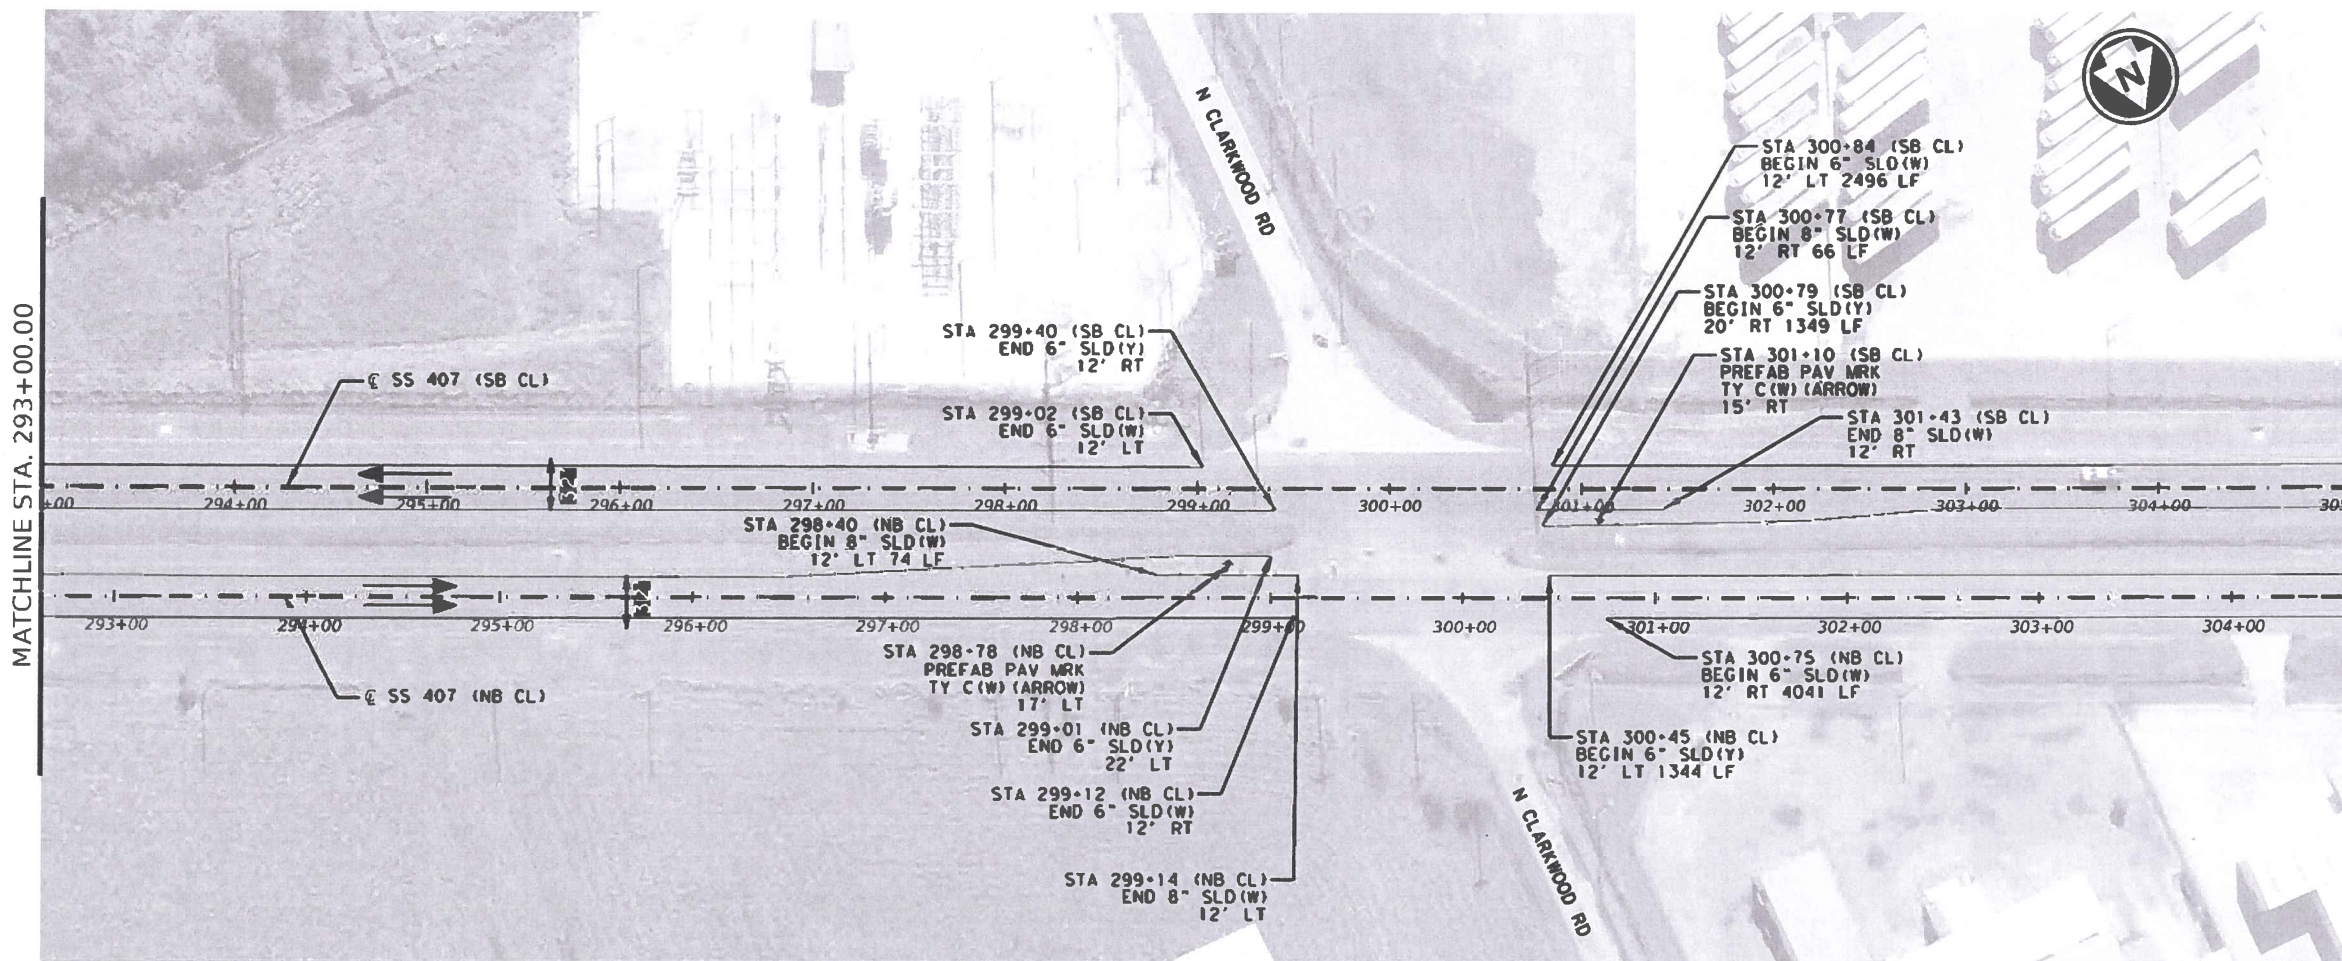 MATCHLINE STA. 293+00.00
N
N CLARKWOOD RD
STA 300+84 (SB CL)
BEGIN 6" SLD(W)
12' LT 2496 LF
STA 300+77 (SB CL)
BEGIN 8" SLD(W)
12' RT 66 LF
STA 300+79 (SB CL)
BEGIN 6" SLD(Y)
20' RT 1349 LF
STA 301+10 (SB CL)
PREFAB PAV MRK
TY C(W)(ARROW)
15' RT
STA 301+43 (SB CL)
END 8" SLD(W)
12' RT
STA 299+40 (SB CL)
END 6" SLD(Y)
12' RT
STA 299+02 (SB CL)
END 6" SLD(W)
12' LT
℄ SS 407 (SB CL)
+00 294+00 295+00 296+00 297+00 298+00 299+00 300+00 301+00 302+00 303+00 304+00
STA 298+40 (NB CL)
BEGIN 8" SLD(W)
12' LT 74 LF
293+00 294+00 295+00 296+00 297+00 298+00 299+00 300+00 301+00 302+00 303+00 304+00
℄ SS 407 (NB CL)
STA 298+78 (NB CL)
PREFAB PAV MRK
TY C(W)(ARROW)
17' LT
STA 299+01 (NB CL)
END 6" SLD(Y)
22' LT
STA 299+12 (NB CL)
END 6" SLD(W)
12' RT
STA 299+14 (NB CL)
END 8" SLD(W)
12' LT
STA 300+75 (NB CL)
BEGIN 6" SLD(W)
12' RT 4041 LF
STA 300+45 (NB CL)
BEGIN 6" SLD(Y)
12' LT 1344 LF
N CLARKWOOD RD